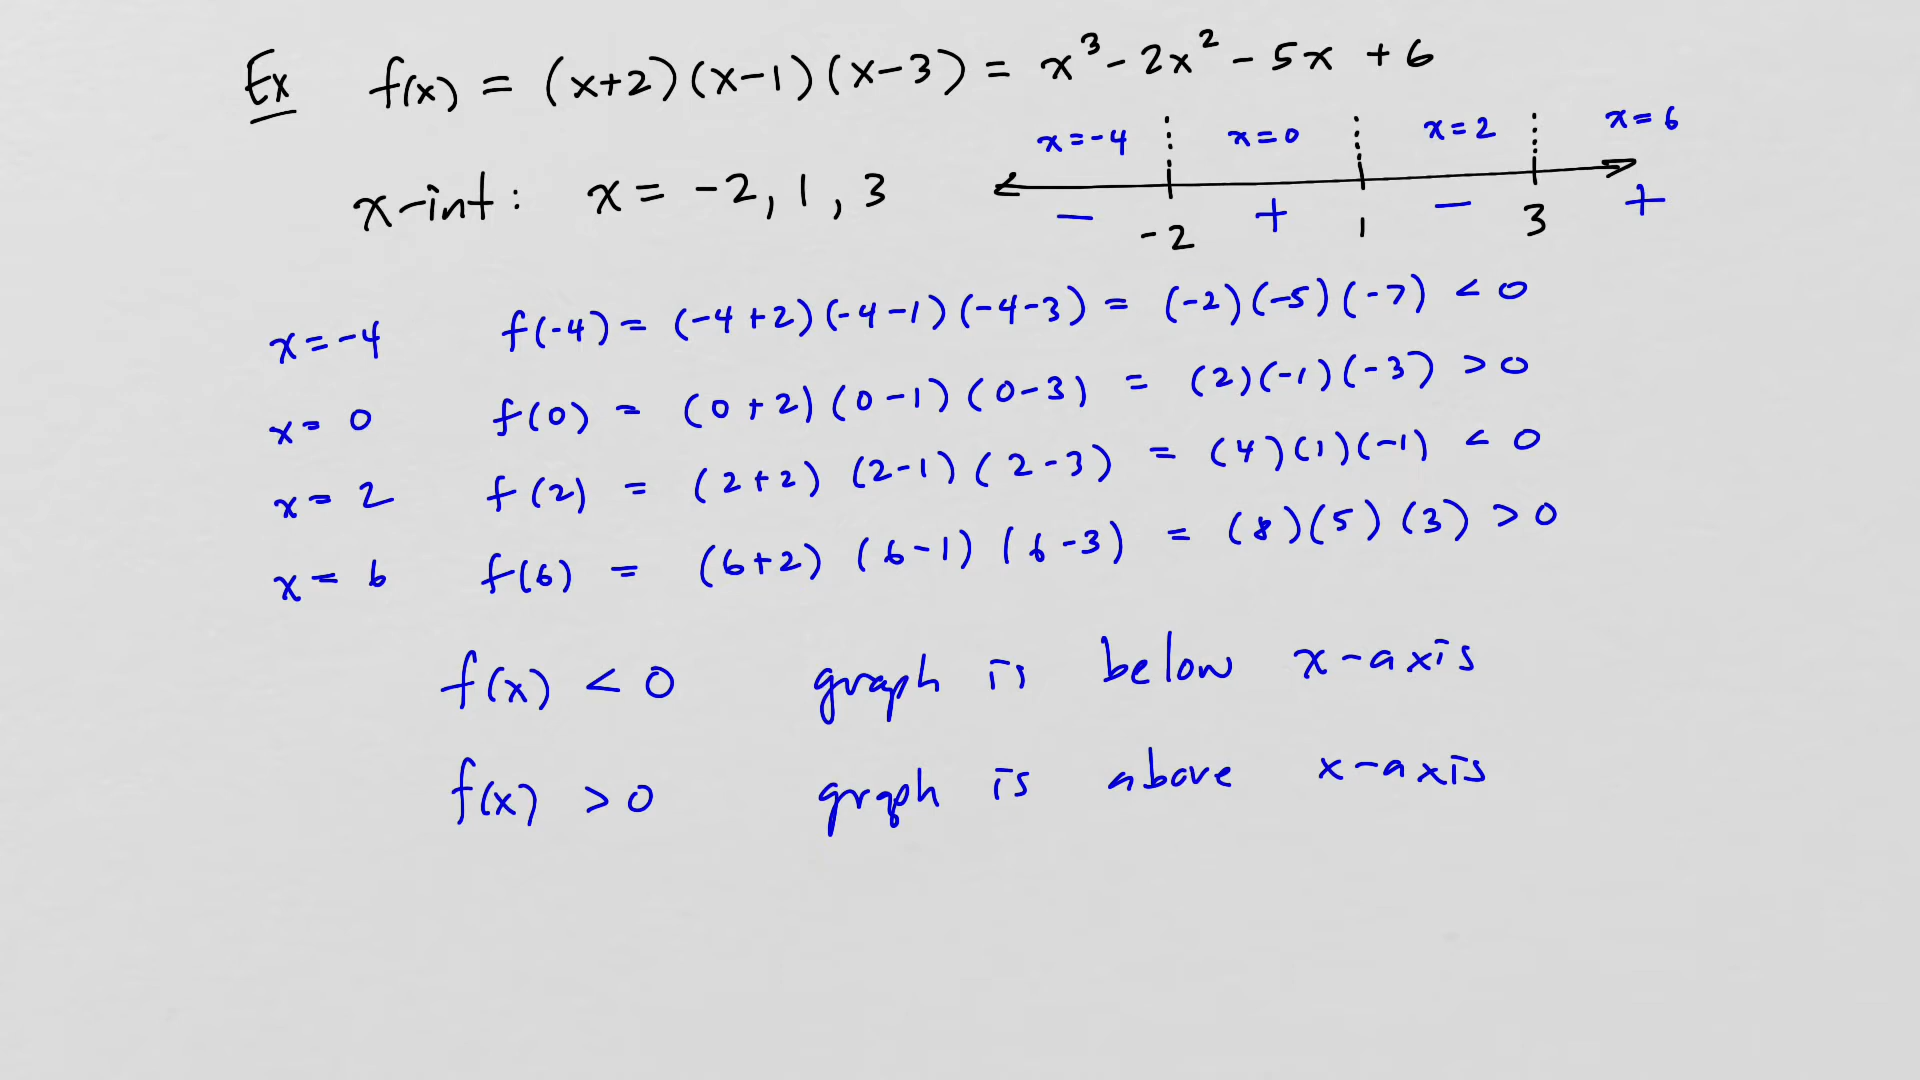 Ex f(x) = (x+2)(x-1)(x-3) = x³ - 2x² - 5x + 6
x=-4 x=0 x=2 x=6
x-int: x = -2, 1, 3
- + - +
-2 1 3
x=-4 f(-4) = (-4+2)(-4-1)(-4-3) = (-2)(-5)(-7) < 0
x=0 f(0) = (0+2)(0-1)(0-3) = (2)(-1)(-3) > 0
x=2 f(2) = (2+2)(2-1)(2-3) = (4)(1)(-1) < 0
x=6 f(6) = (6+2)(6-1)(6-3) = (8)(5)(3) > 0
f(x) < 0 graph is below x-axis
f(x) > 0 graph is above x-axis